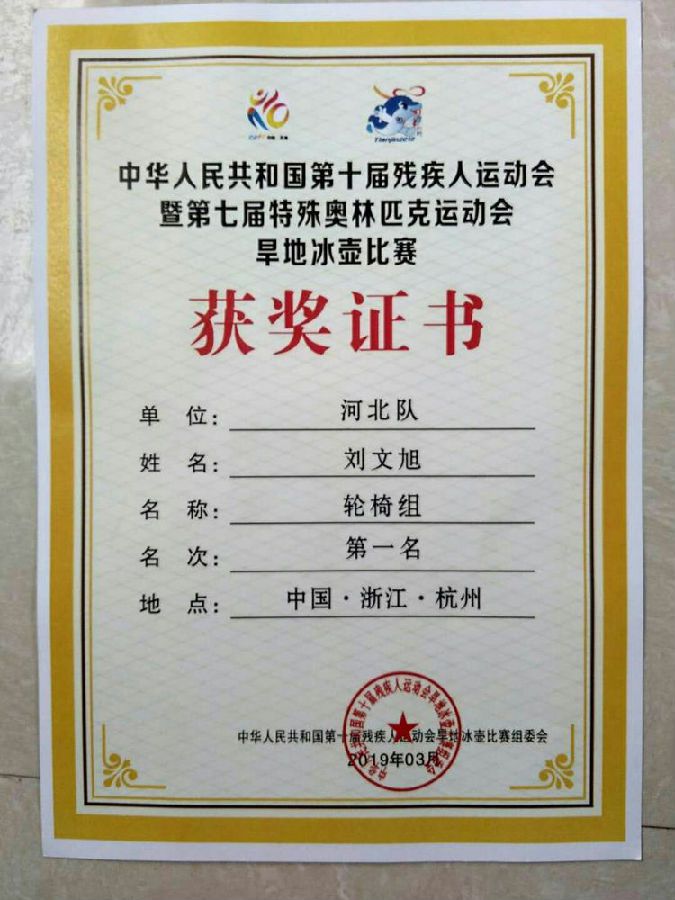 中华人民共和国第十届残疾人运动会
暨第七届特殊奥林匹克运动会
旱地冰壶比赛
获奖证书
单 位： 河北队
姓 名： 刘文旭
名 称： 轮椅组
名 次： 第一名
地 点： 中国·浙江·杭州
中华人民共和国第十届残疾人运动会旱地冰壶比赛组委会
2019年03月